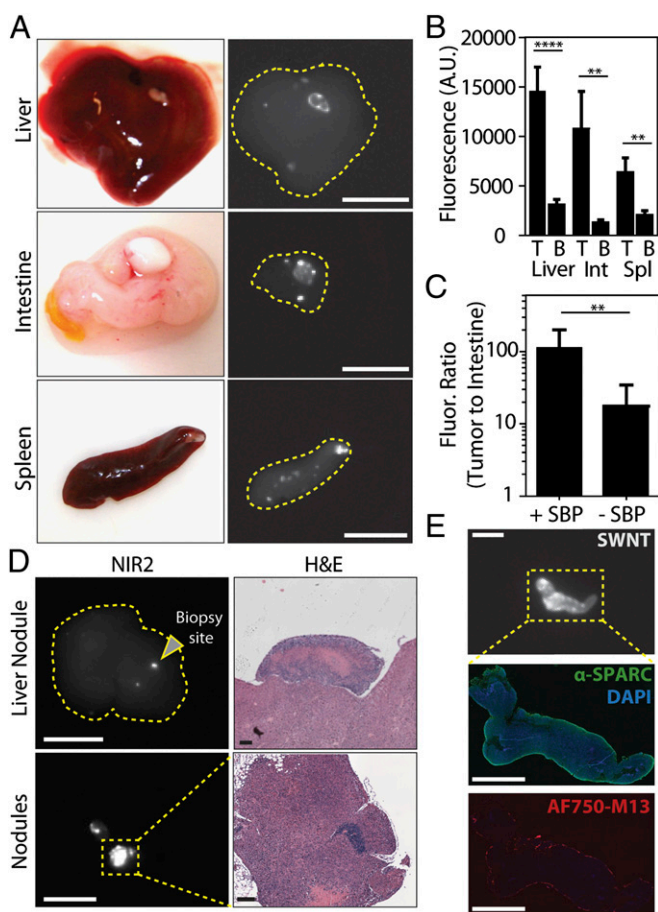 A
Liver
Intestine
Spleen
B
Fluorescence (A.U.)
20000
15000
10000
5000
0
****
**
**
T B T B T B
Liver Int Spl
C
Fluor. Ratio
(Tumor to Intestine)
100
10
1
**
+ SBP - SBP
D
NIR2 H&E
Liver Nodule
Biopsy
site
Nodules
E
SWNT
α-SPARC
DAPI
AF750-M13